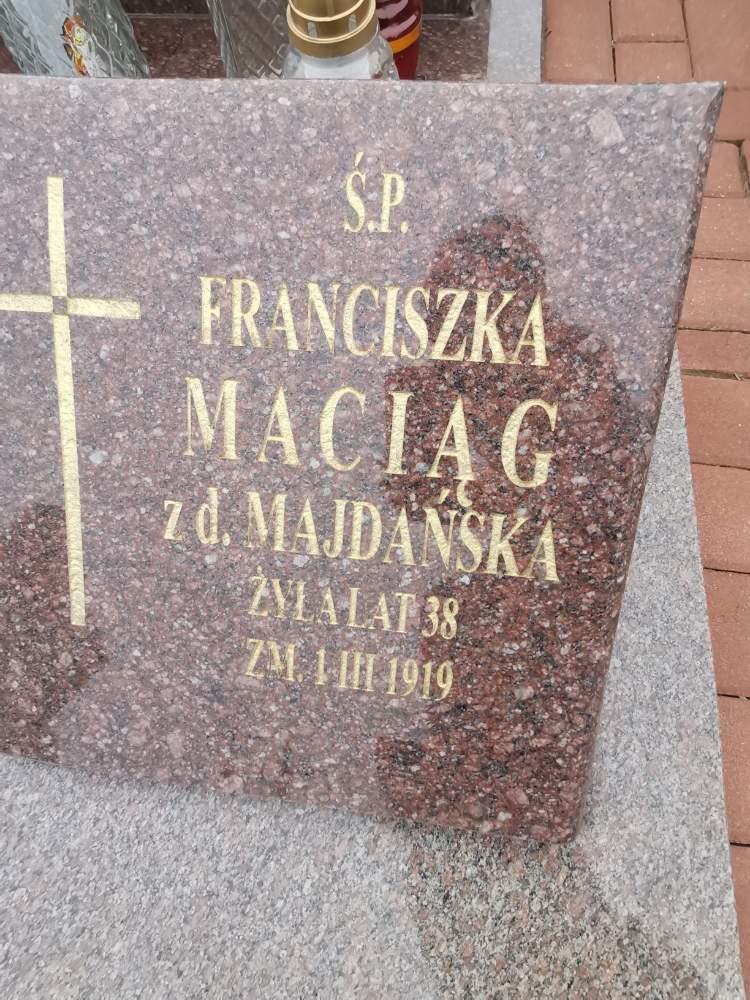 Ś.P.
FRANCISZKA
MACIĄG
z d. MAJDAŃSKA
ŻYŁA LAT 38
ZM. 1 III 1919